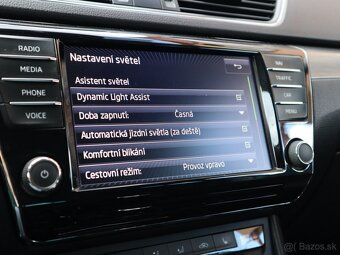 Nastavení světel
RADIO
MEDIA
PHONE
VOICE
Asistent světel
Dynamic Light Assist
Doba zapnutí: Časná
Automatická jízdní světla (za deště)
Komfortní blikání
Cestovní režim: Provoz vpravo
NAV
TRAFFIC
CAR
bazos.sk